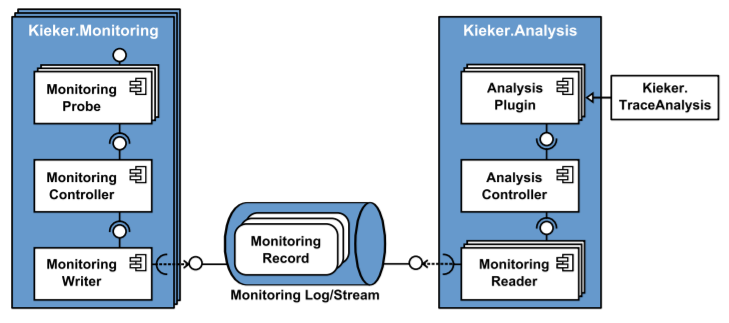 Kieker.Monitoring
Monitoring
Probe
Monitoring
Controller
Monitoring
Writer
Monitoring
Record
Monitoring Log/Stream
Kieker.Analysis
Analysis
Plugin
Analysis
Controller
Monitoring
Reader
Kieker.
TraceAnalysis